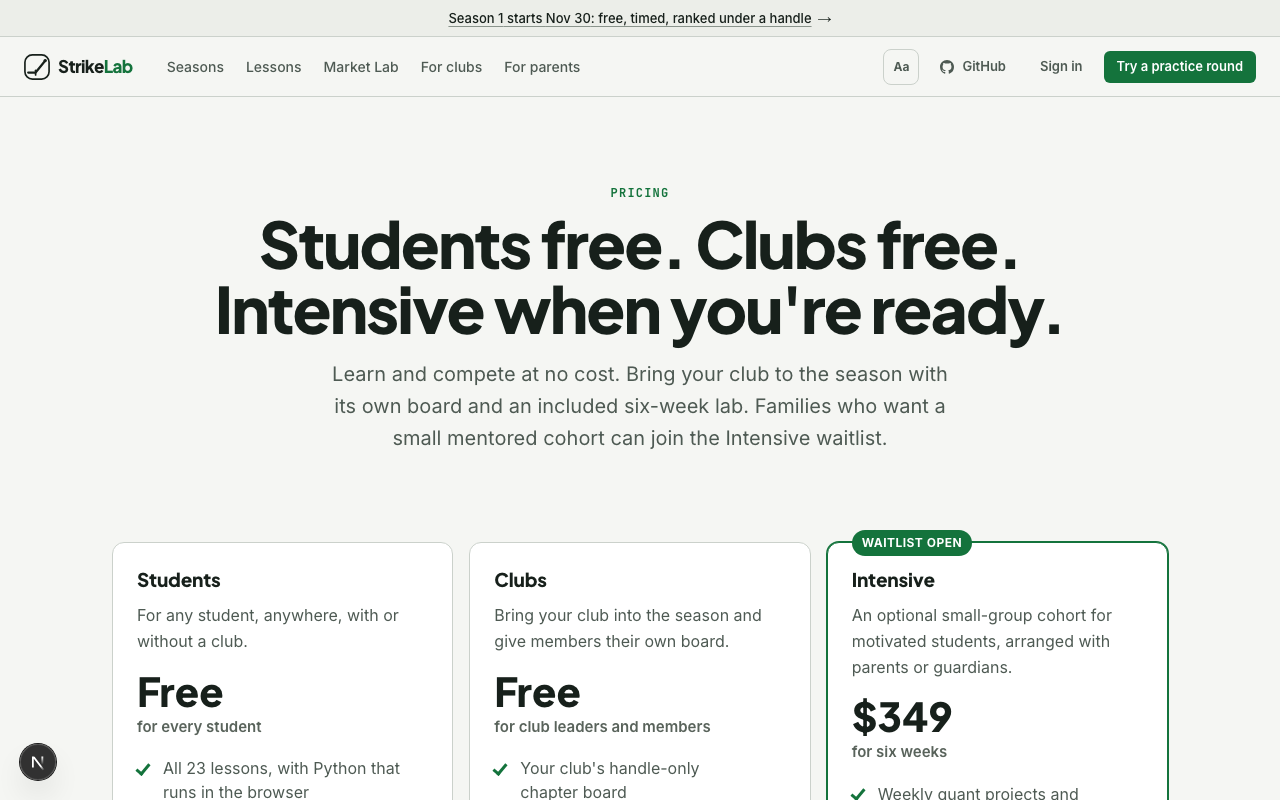 Season 1 starts Nov 30: free, timed, ranked under a handle →
StrikeLab
Seasons
Lessons
Market Lab
For clubs
For parents
Aa
GitHub
Sign in
Try a practice round
PRICING
Students free. Clubs free.
Intensive when you're ready.
Learn and compete at no cost. Bring your club to the season with
its own board and an included six-week lab. Families who want a
small mentored cohort can join the Intensive waitlist.
Students
For any student, anywhere, with or
without a club.
Free
for every student
All 23 lessons, with Python that
runs in the browser
Clubs
Bring your club into the season and
give members their own board.
Free
for club leaders and members
Your club's handle-only
chapter board
WAITLIST OPEN
Intensive
An optional small-group cohort for
motivated students, arranged with
parents or guardians.
$349
for six weeks
Weekly quant projects and
N